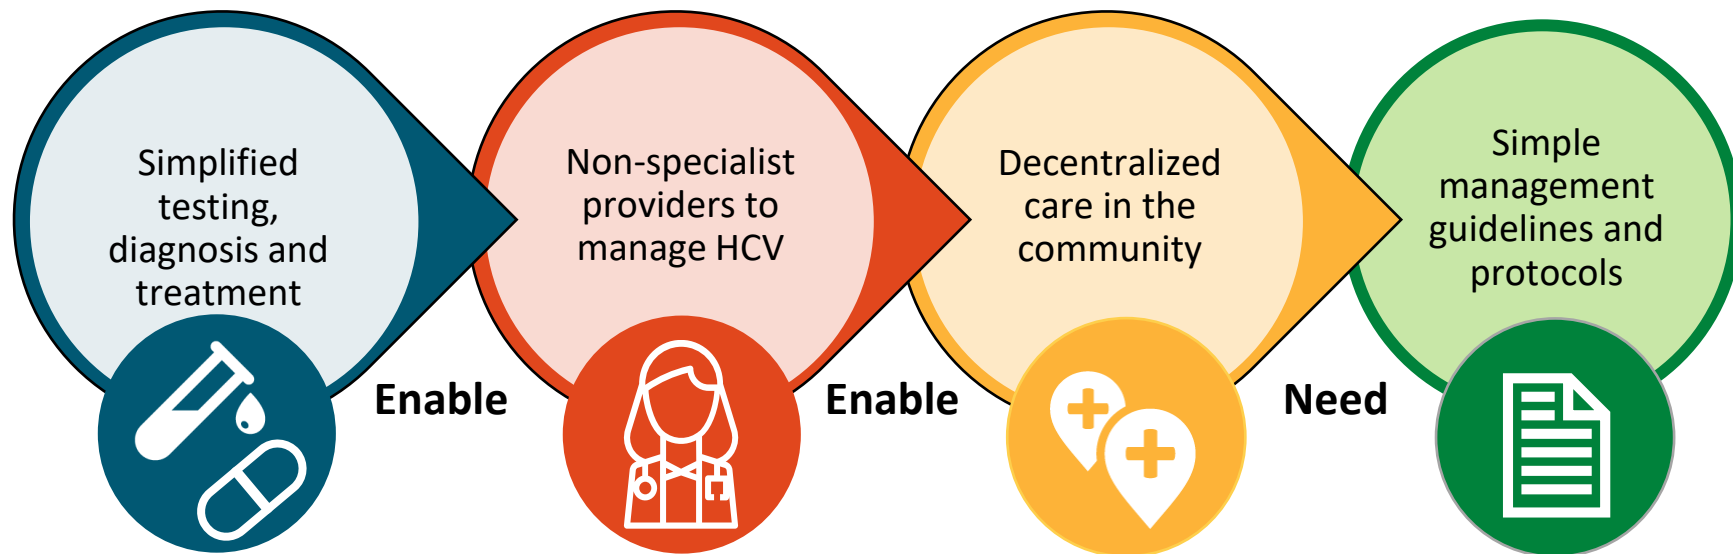 Simplified
testing,
diagnosis and
treatment
Enable
Non-specialist
providers to
manage HCV
Enable
Decentralized
care in the
community
Need
Simple
management
guidelines and
protocols